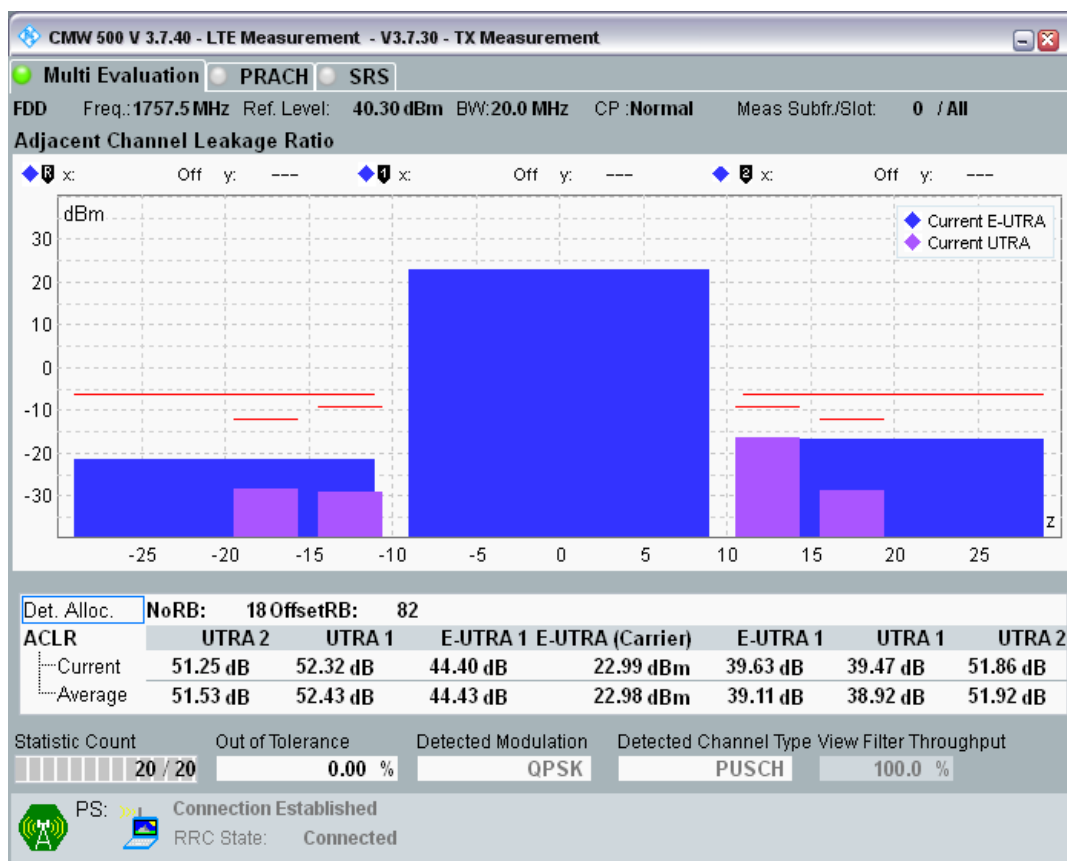 CMW 500 V 3.7.40 - LTE Measurement - V3.7.30 - TX Measurement
Multi Evaluation PRACH SRS
FDD Freq.: 1757.5 MHz Ref. Level: 40.30 dBm BW: 20.0 MHz CP : Normal Meas Subfr./Slot: 0 / All
Adjacent Channel Leakage Ratio
R x: Off y: --- 1 x: Off y: --- 2 x: Off y: ---
dBm
Current E-UTRA
Current UTRA
30
20
10
0
-10
-20
-30
z
-25 -20 -15 -10 -5 0 5 10 15 20 25
Det. Alloc. NoRB: 18 OffsetRB: 82
ACLR UTRA 2 UTRA 1 E-UTRA 1 E-UTRA (Carrier) E-UTRA 1 UTRA 1 UTRA 2
Current 51.25 dB 52.32 dB 44.40 dB 22.99 dBm 39.63 dB 39.47 dB 51.86 dB
Average 51.53 dB 52.43 dB 44.43 dB 22.98 dBm 39.11 dB 38.92 dB 51.92 dB
Statistic Count Out of Tolerance Detected Modulation Detected Channel Type View Filter Throughput
20 / 20 0.00 % QPSK PUSCH 100.0 %
PS: Connection Established
RRC State: Connected